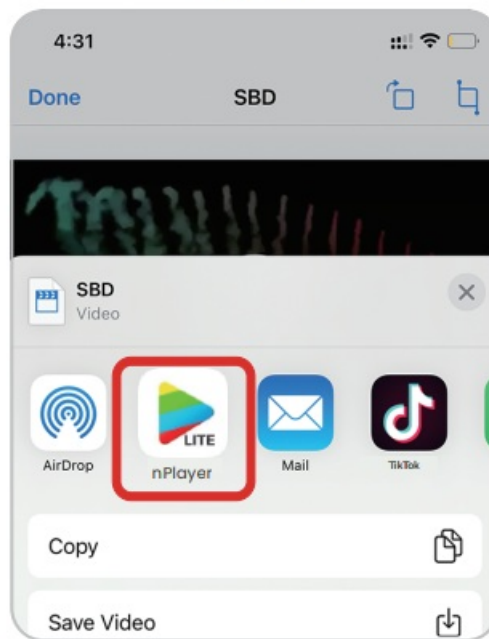 4:31
Done SBD
SBD
Video
LITE
AirDrop nPlayer Mail TikTok
Copy
Save Video